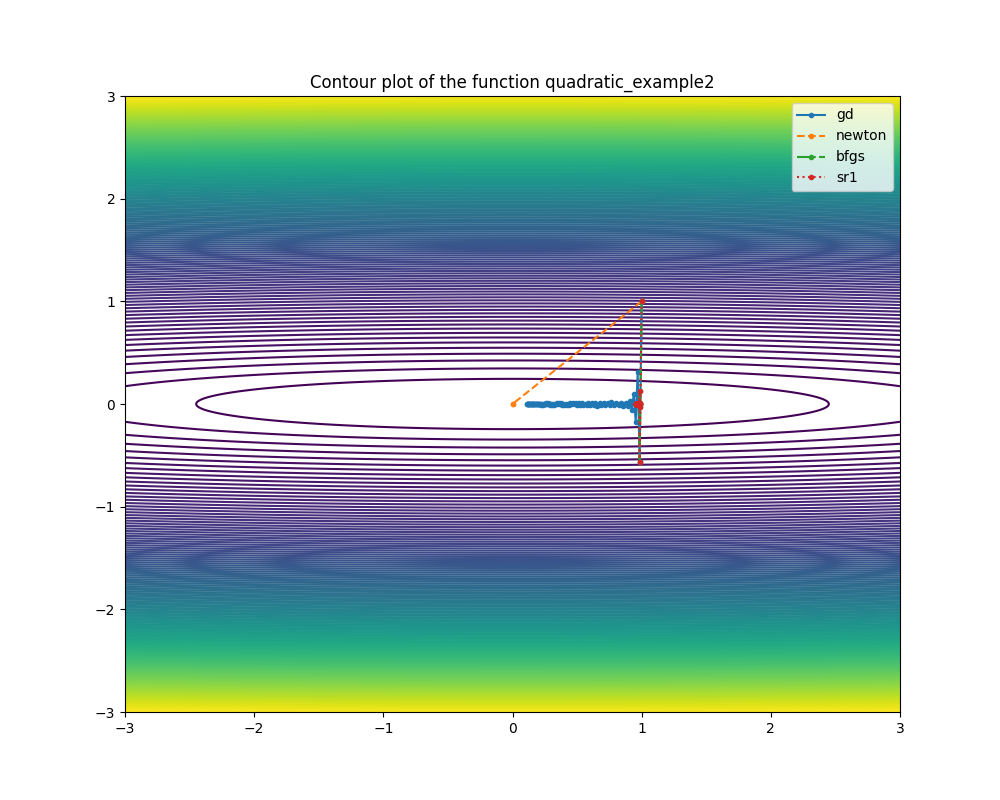 Contour plot of the function quadratic_example2
gd
newton
bfgs
sr1
3
2
1
0
−1
−2
−3
−3
−2
−1
0
1
2
3